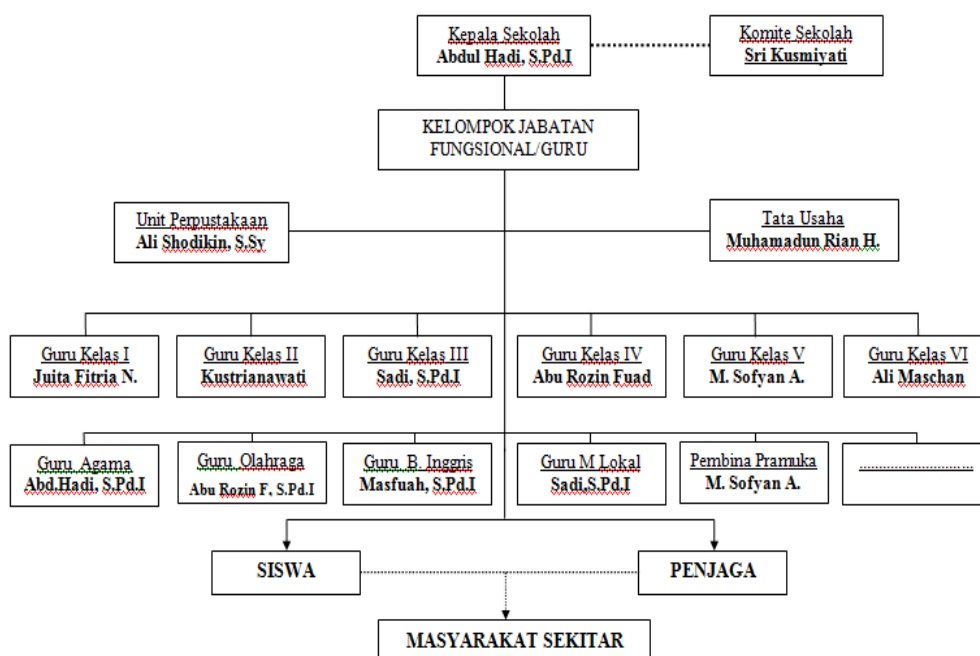 Kepala Sekolah
Abdul Hadi, S.Pd.I
Komite Sekolah
Sri Kusmiyati
KELOMPOK JABATAN
FUNGSIONAL/GURU
Unit Perpustakaan
Ali Shodikin, S.Sy
Tata Usaha
Muhamadun Rian H.
Guru Kelas I
Juita Fitria N.
Guru Kelas II
Kustrianawati
Guru Kelas III
Sadi, S.Pd.I
Guru Kelas IV
Abu Rozin Fuad
Guru Kelas V
M. Sofyan A.
Guru Kelas VI
Ali Maschan
Guru Agama
Abd.Hadi, S.Pd.I
Guru Olahraga
Abu Rozin F, S.Pd.I
Guru B. Inggris
Masfuah, S.Pd.I
Guru M Lokal
Sadi,S.Pd.I
Pembina Pramuka
M. Sofyan A.
............................
SISWA
PENJAGA
MASYARAKAT SEKITAR